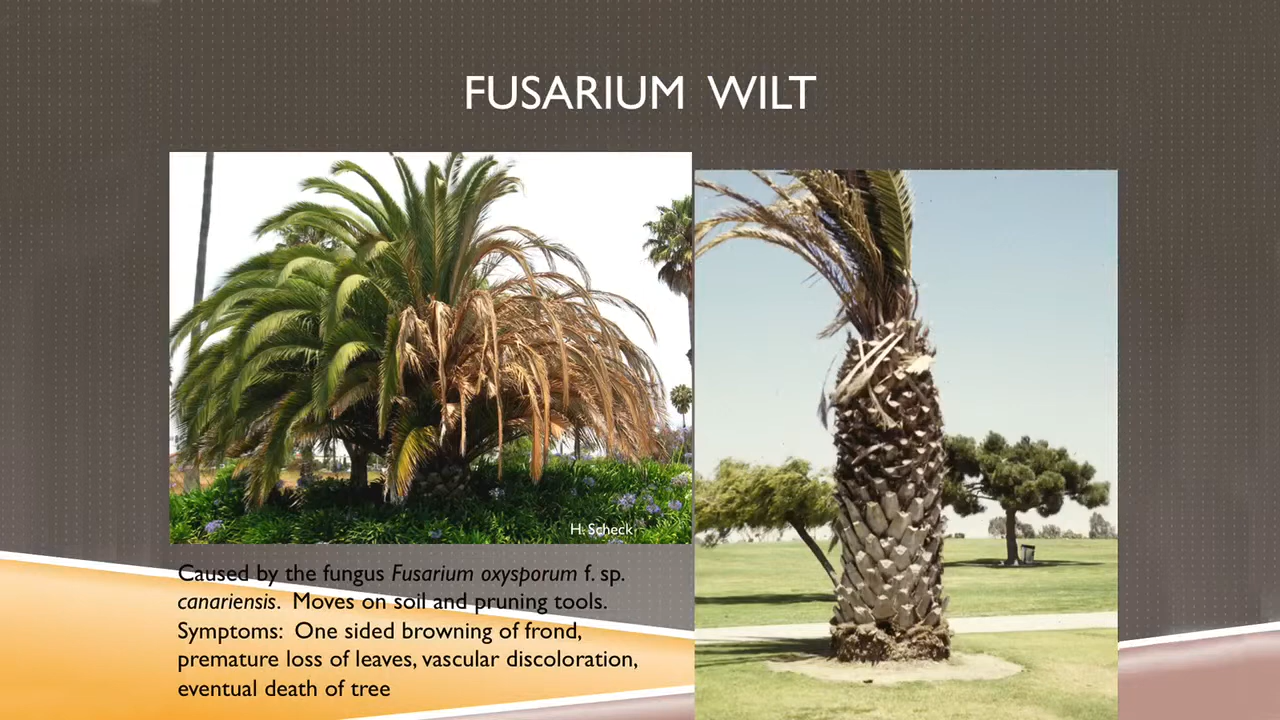 FUSARIUM WILT
H. Scheck
Caused by the fungus Fusarium oxysporum f. sp.
canariensis. Moves on soil and pruning tools.
Symptoms: One sided browning of frond,
premature loss of leaves, vascular discoloration,
eventual death of tree